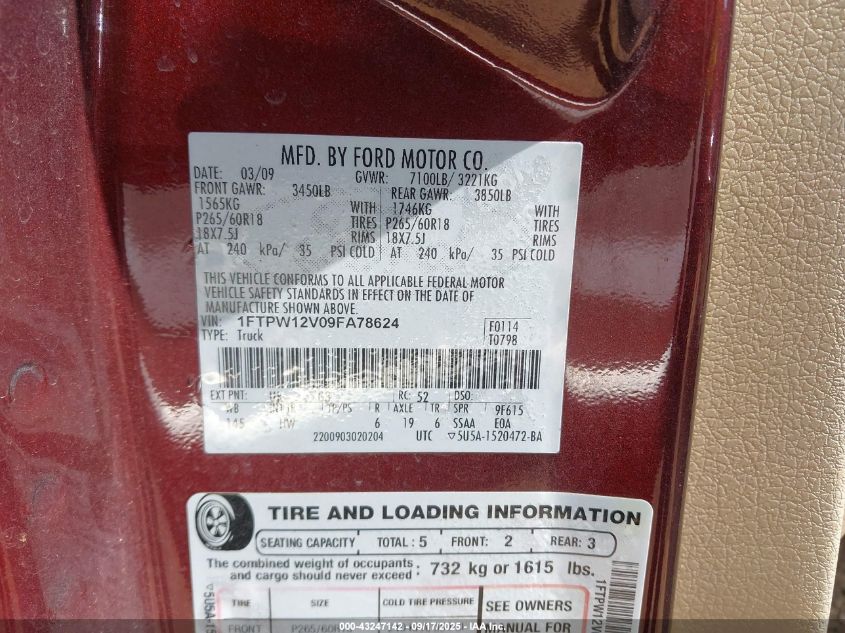 MFD. BY FORD MOTOR CO.
DATE: 03/09 GVWR: 7100LB/ 3221KG
FRONT GAWR: 3450LB REAR GAWR: 3850LB
1565KG WITH 1746KG WITH
P265/60R18 TIRES P265/60R18 TIRES
18X7.5J RIMS 18X7.5J RIMS
AT 240 kPa/ 35 PSI COLD AT 240 kPa/ 35 PSI COLD
THIS VEHICLE CONFORMS TO ALL APPLICABLE FEDERAL MOTOR
VEHICLE SAFETY STANDARDS IN EFFECT ON THE DATE OF
MANUFACTURE SHOWN ABOVE.
VIN: 1FTPW12V09FA78624 F0114
TYPE: Truck T0798
EXT PNT: RC: 52 DSO:
WB TP/PS R AXLE TR SPR 9F615
145 HW 6 19 6 SSAA E0A
2200903020204 UTC ▽5U5A-1520472-BA
TIRE AND LOADING INFORMATION
SEATING CAPACITY TOTAL : 5 FRONT: 2 REAR: 3
The combined weight of occupants and cargo should never exceed: 732 kg or 1615 lbs.
TIRE SIZE COLD TIRE PRESSURE SEE OWNERS
FRONT MANUAL FOR
1FTPW12V
000-43247142 - 09/17/2025 - IAA, Inc.